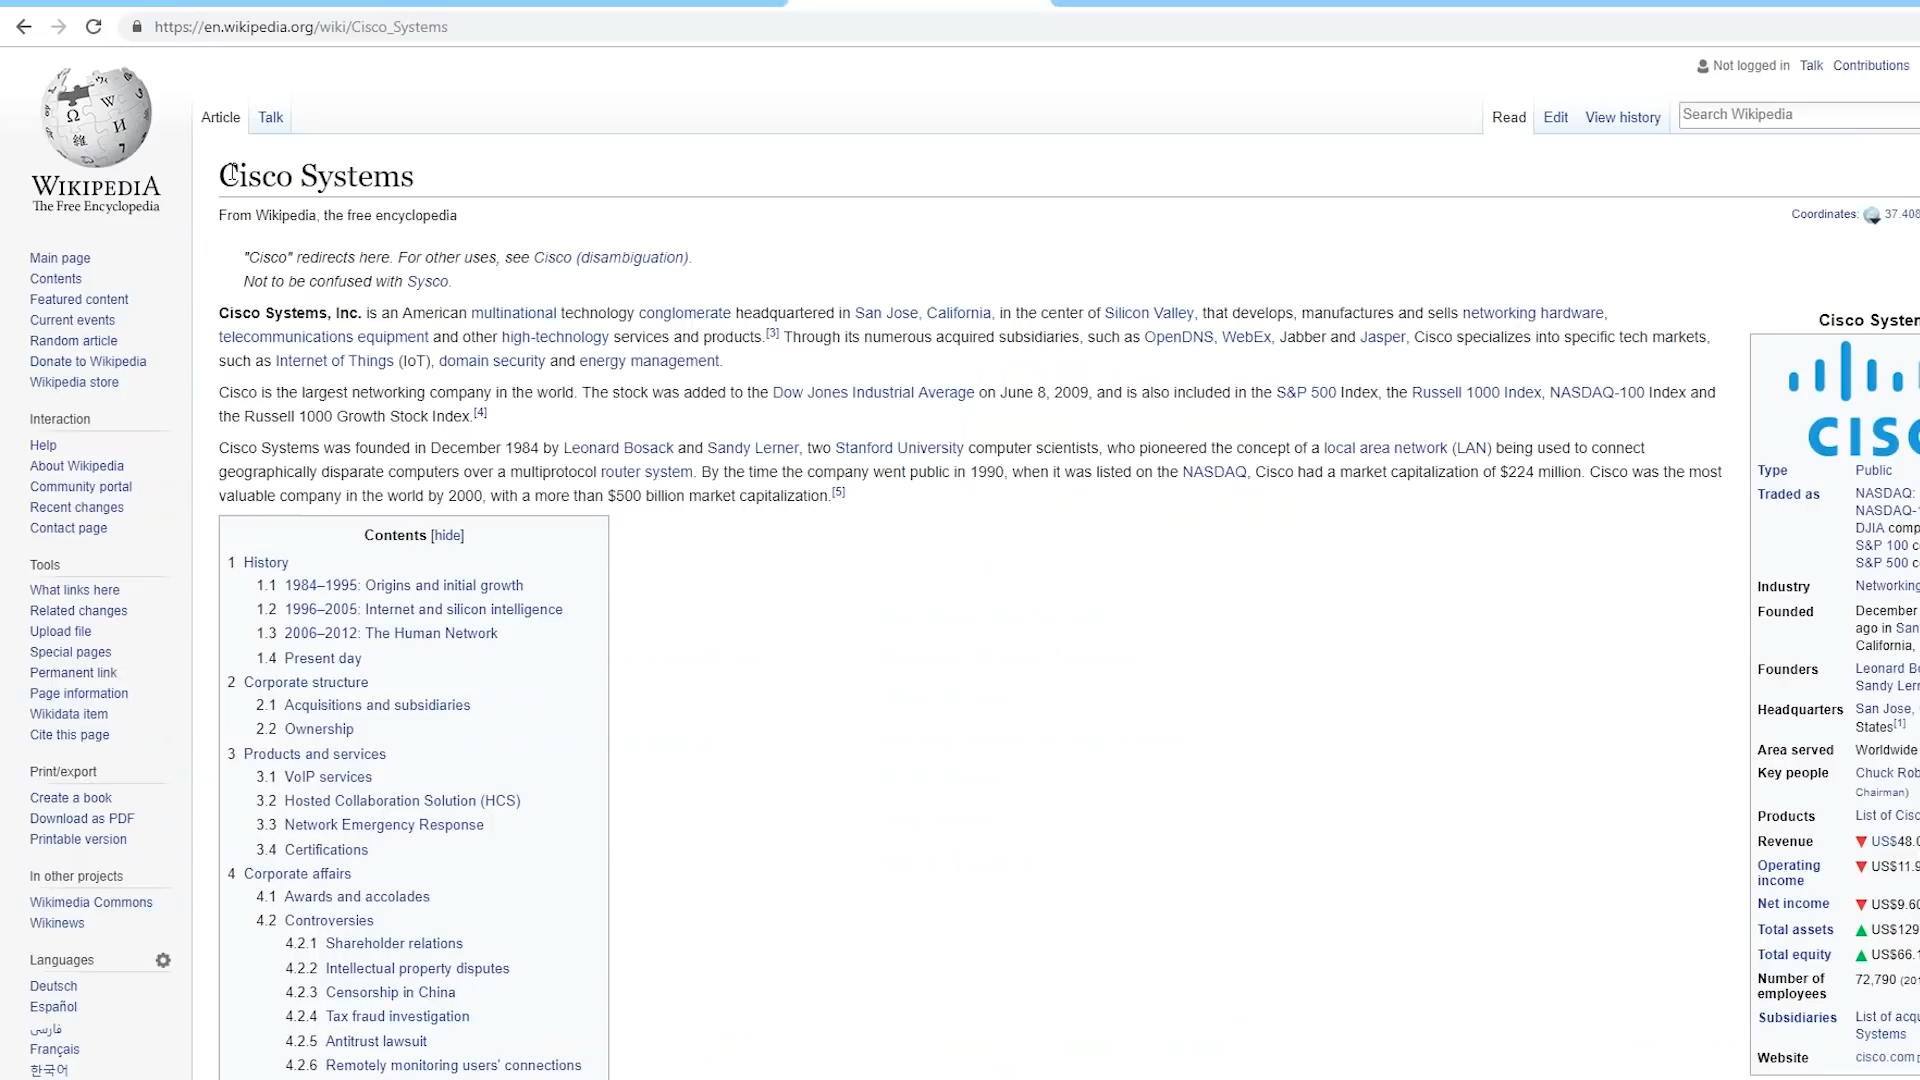 https://en.wikipedia.org/wiki/Cisco_Systems
Not logged in Talk Contributions
Article Talk
Read Edit View history Search Wikipedia
WIKIPEDIA
The Free Encyclopedia
Main page
Contents
Featured content
Current events
Random article
Donate to Wikipedia
Wikipedia store
Interaction
Help
About Wikipedia
Community portal
Recent changes
Contact page
Tools
What links here
Related changes
Upload file
Special pages
Permanent link
Page information
Wikidata item
Cite this page
Print/export
Create a book
Download as PDF
Printable version
In other projects
Wikimedia Commons
Wikinews
Languages
Deutsch
Español
فارسی
Français
한국어
Cisco Systems
From Wikipedia, the free encyclopedia
Coordinates: 37.408
"Cisco" redirects here. For other uses, see Cisco (disambiguation).
Not to be confused with Sysco.
Cisco Systems, Inc. is an American multinational technology conglomerate headquartered in San Jose, California, in the center of Silicon Valley, that develops, manufactures and sells networking hardware,
telecommunications equipment and other high-technology services and products.[3] Through its numerous acquired subsidiaries, such as OpenDNS, WebEx, Jabber and Jasper, Cisco specializes into specific tech markets,
such as Internet of Things (IoT), domain security and energy management.
Cisco is the largest networking company in the world. The stock was added to the Dow Jones Industrial Average on June 8, 2009, and is also included in the S&P 500 Index, the Russell 1000 Index, NASDAQ-100 Index and
the Russell 1000 Growth Stock Index.[4]
Cisco Systems was founded in December 1984 by Leonard Bosack and Sandy Lerner, two Stanford University computer scientists, who pioneered the concept of a local area network (LAN) being used to connect
geographically disparate computers over a multiprotocol router system. By the time the company went public in 1990, when it was listed on the NASDAQ, Cisco had a market capitalization of $224 million. Cisco was the most
valuable company in the world by 2000, with a more than $500 billion market capitalization.[5]
Contents [hide]
1 History
1.1 1984–1995: Origins and initial growth
1.2 1996–2005: Internet and silicon intelligence
1.3 2006–2012: The Human Network
1.4 Present day
2 Corporate structure
2.1 Acquisitions and subsidiaries
2.2 Ownership
3 Products and services
3.1 VoIP services
3.2 Hosted Collaboration Solution (HCS)
3.3 Network Emergency Response
3.4 Certifications
4 Corporate affairs
4.1 Awards and accolades
4.2 Controversies
4.2.1 Shareholder relations
4.2.2 Intellectual property disputes
4.2.3 Censorship in China
4.2.4 Tax fraud investigation
4.2.5 Antitrust lawsuit
4.2.6 Remotely monitoring users' connections
Cisco System
CISC
Type Public
Traded as NASDAQ:
NASDAQ-
DJIA comp
S&P 100 c
S&P 500 c
Industry Networking
Founded December
ago in San
California,
Founders Leonard Bo
Sandy Lern
Headquarters San Jose,
States[1]
Area served Worldwide
Key people Chuck Rob
Chairman)
Products List of Cisc
Revenue ▼ US$48.0
Operating
income ▼ US$11.9
Net income ▼ US$9.60
Total assets ▲ US$129
Total equity ▲ US$66.1
Number of
employees 72,790 (201
Subsidiaries List of acqu
Systems
Website cisco.com